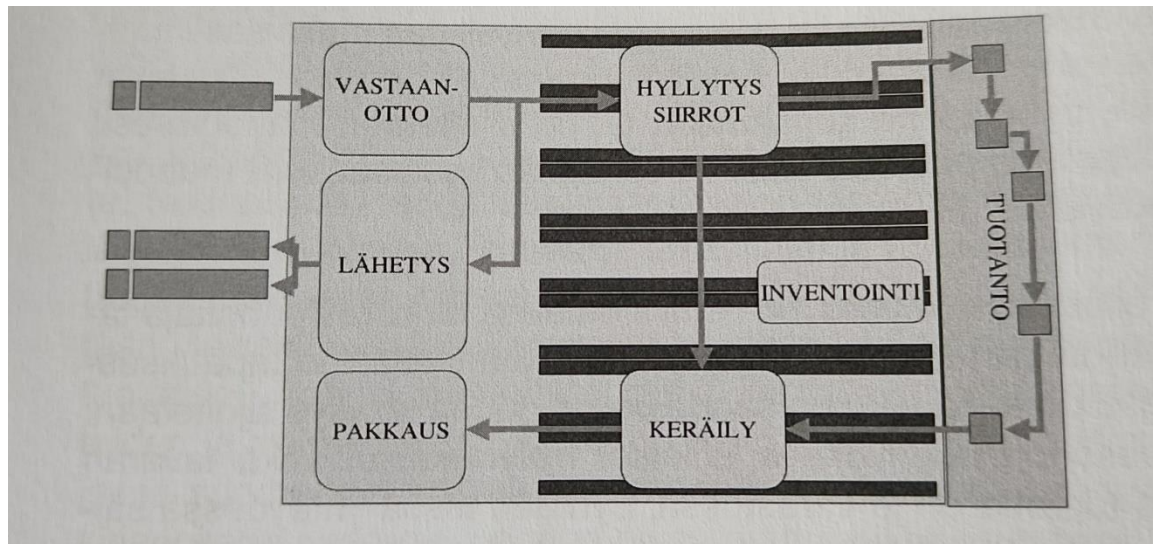 VASTAAN-
OTTO
HYLLYTYS
SIIRROT
LÄHETYS
TUOTANTO
INVENTOINTI
PAKKAUS
KERÄILY